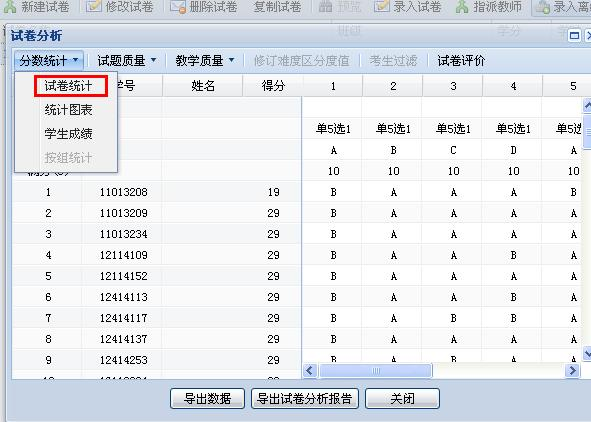 新建试卷 修改试卷 删除试卷 复制试卷 预览 录入试卷 指派教师
班级 学分
试卷分析
分数统计 试题质量 教学质量 修订难度区分度值 考生过滤 试卷评价
学号 姓名 得分 1 2 3 4 5
试卷统计
统计图表
学生成绩
按组统计
单5选1 单5选1 单5选1 单5选1 单5选1
A B C D A
10 10 10 10 10
1 11013208 19 B A A A B
2 11013209 29 B A A A A
3 11013234 29 B A A A A
4 12114109 29 B A A B A
5 12114152 29 B A A A A
6 12414113 29 B A A B A
7 12414117 29 B A B B A
8 12414137 29 B A A A A
9 12414253 29 B A B A A
导出数据 导出试卷分析报告 关闭